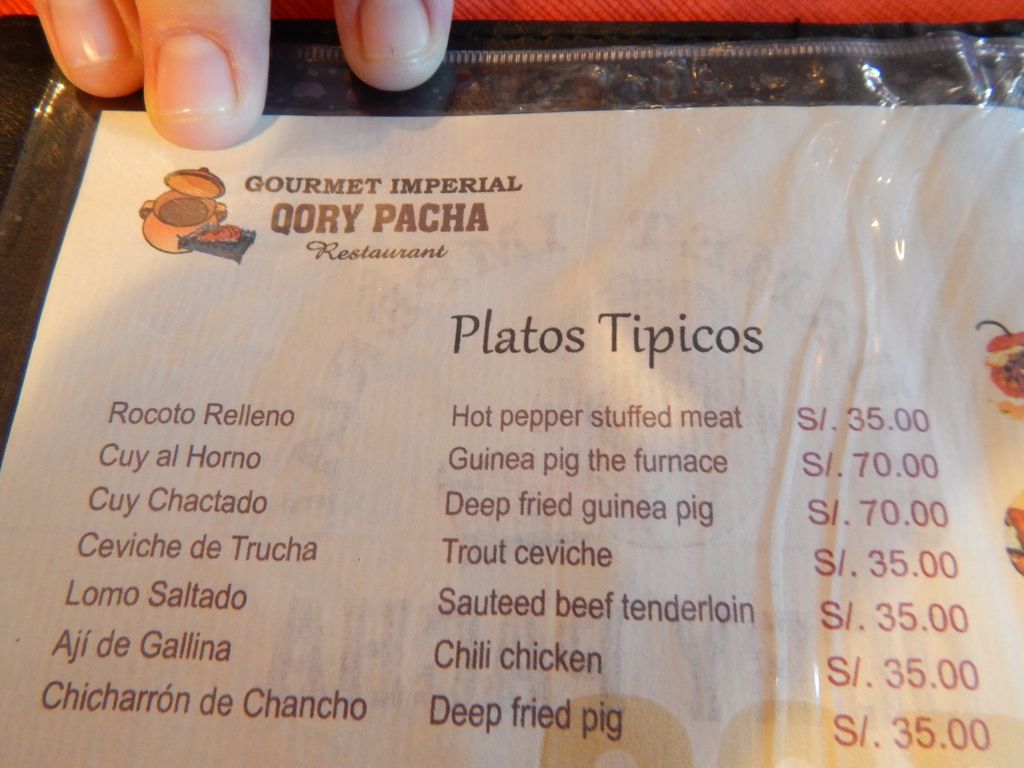 GOURMET IMPERIAL
QORY PACHA
Restaurant
Platos Tipicos
Rocoto Relleno Hot pepper stuffed meat S/. 35.00
Cuy al Horno Guinea pig the furnace S/. 70.00
Cuy Chactado Deep fried guinea pig S/. 70.00
Ceviche de Trucha Trout ceviche S/. 35.00
Lomo Saltado Sauteed beef tenderloin S/. 35.00
Ají de Gallina Chili chicken S/. 35.00
Chicharrón de Chancho Deep fried pig S/. 35.00